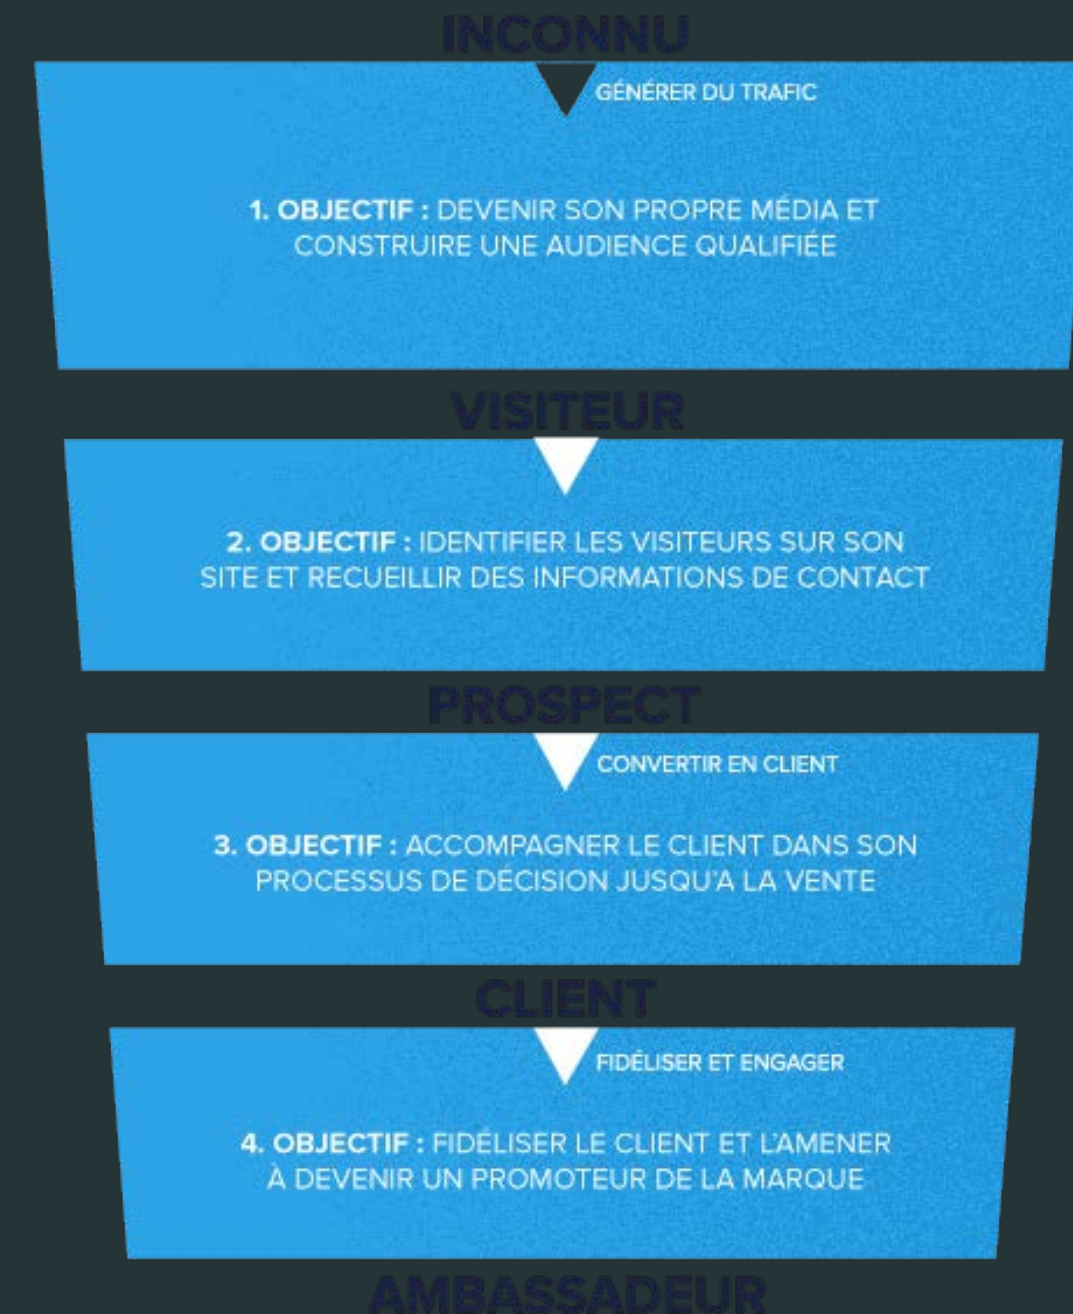 INCONNU
GÉNÉRER DU TRAFIC
1. OBJECTIF : DEVENIR SON PROPRE MÉDIA ET
CONSTRUIRE UNE AUDIENCE QUALIFIÉE
VISITEUR
2. OBJECTIF : IDENTIFIER LES VISITEURS SUR SON
SITE ET RECUEILLIR DES INFORMATIONS DE CONTACT
PROSPECT
CONVERTIR EN CLIENT
3. OBJECTIF : ACCOMPAGNER LE CLIENT DANS SON
PROCESSUS DE DÉCISION JUSQU'A LA VENTE
CLIENT
FIDÉLISER ET ENGAGER
4. OBJECTIF : FIDÉLISER LE CLIENT ET L'AMENER
À DEVENIR UN PROMOTEUR DE LA MARQUE
AMBASSADEUR